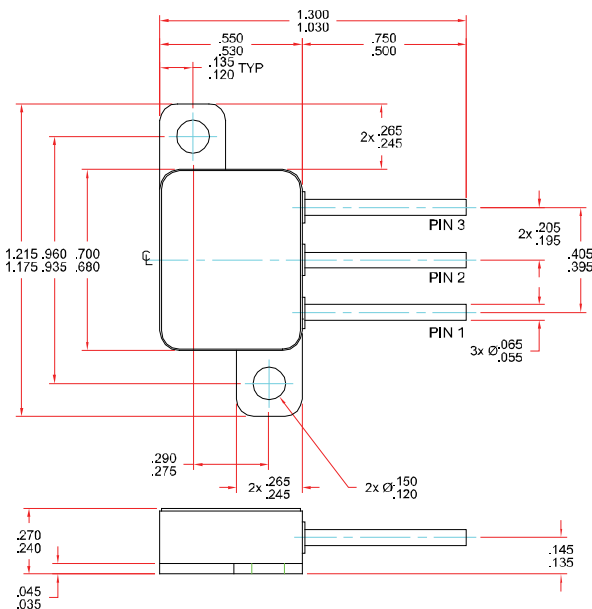 1.300
1.030
.550
.530
.750
.500
.135
.120 TYP
2x .265
.245
PIN 3
2x .205
.195
1.215 .960 .700
1.175 .935 .680
℄
PIN 2
.405
.395
PIN 1
3x Ø.065
.055
.290
.275
2x .265
.245
2x Ø.150
.120
.270
.240
.145
.135
.045
.035